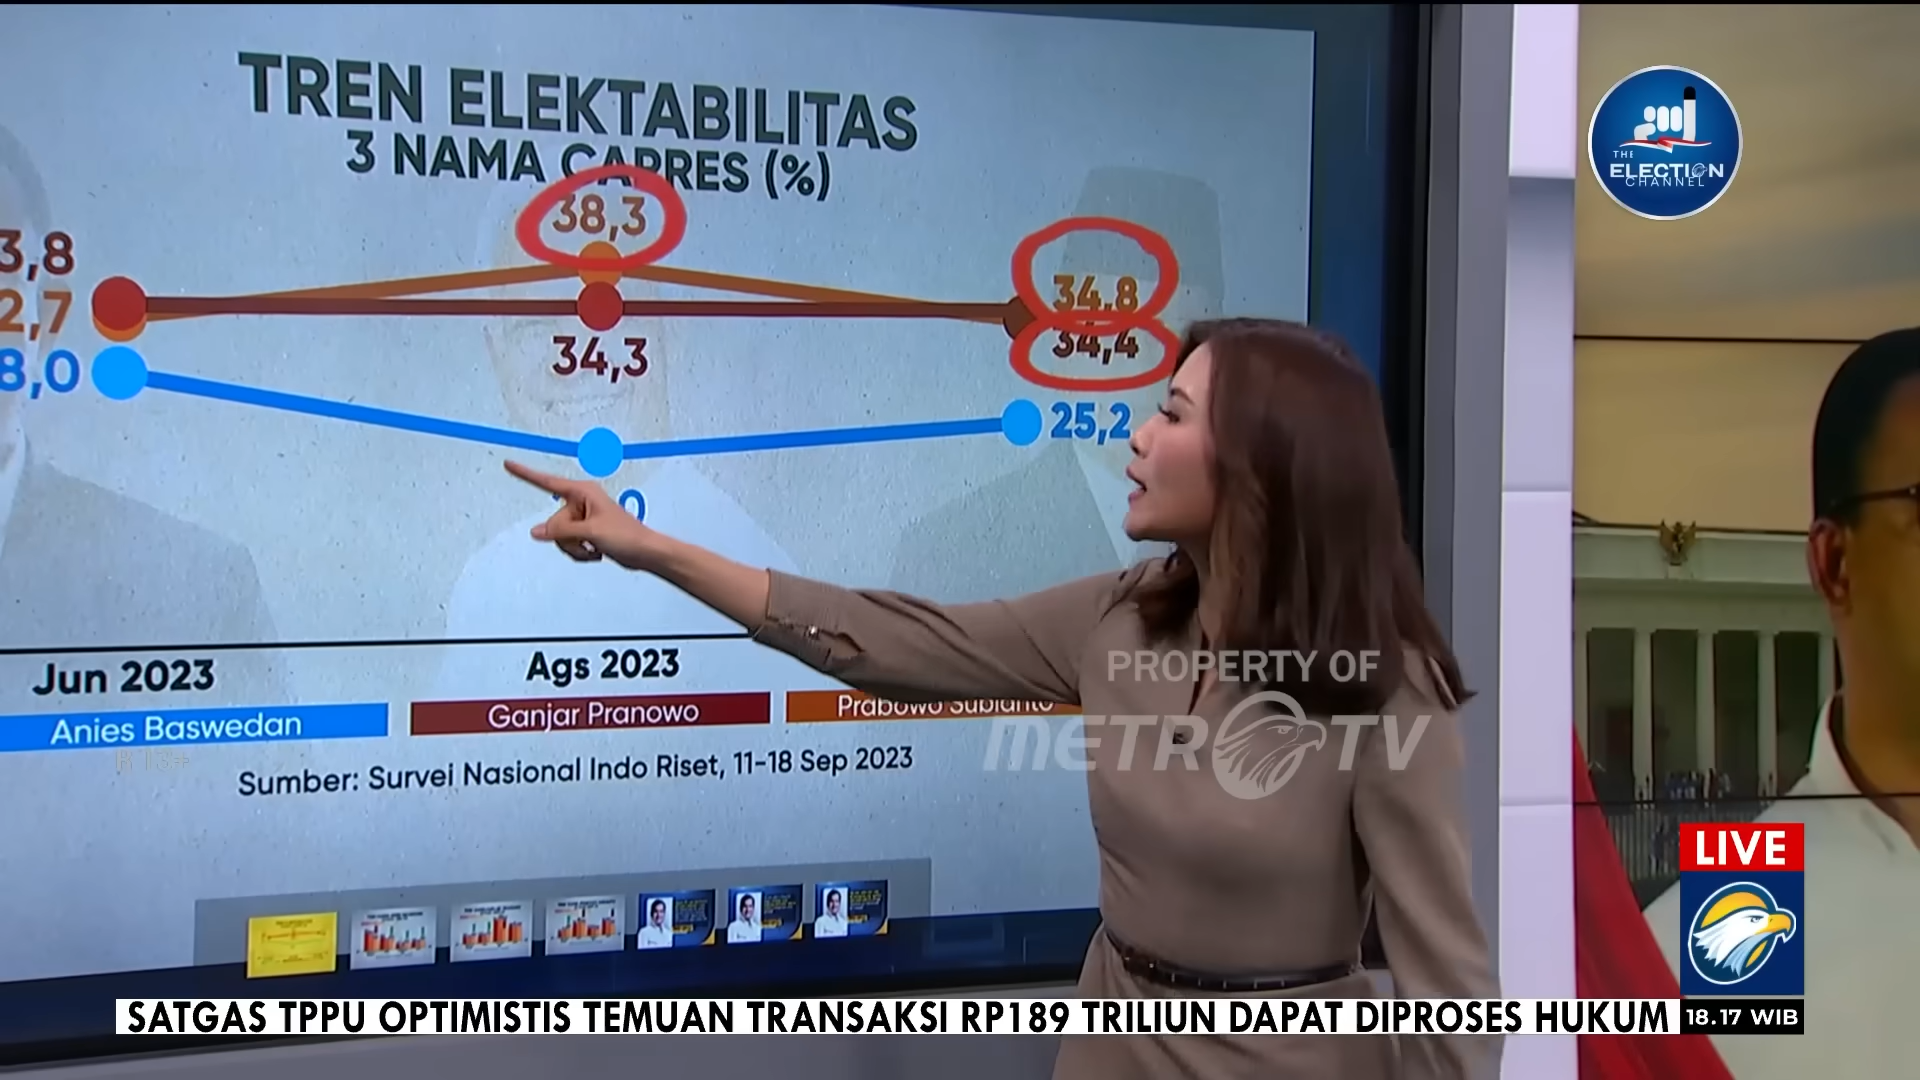 TREN ELEKTABILITAS
3 NAMA CAPRES (%)
38,3
3,8
2,7
8,0
34,3
34,8
34,4
25,2
0
Jun 2023
Ags 2023
Anies Baswedan
Ganjar Pranowo
Prabowo Subianto
Sumber: Survei Nasional Indo Riset, 11-18 Sep 2023
THE
ELECTION
CHANNEL
PROPERTY OF
METRO TV
LIVE
SATGAS TPPU OPTIMISTIS TEMUAN TRANSAKSI RP189 TRILIUN DAPAT DIPROSES HUKUM
18.17 WIB